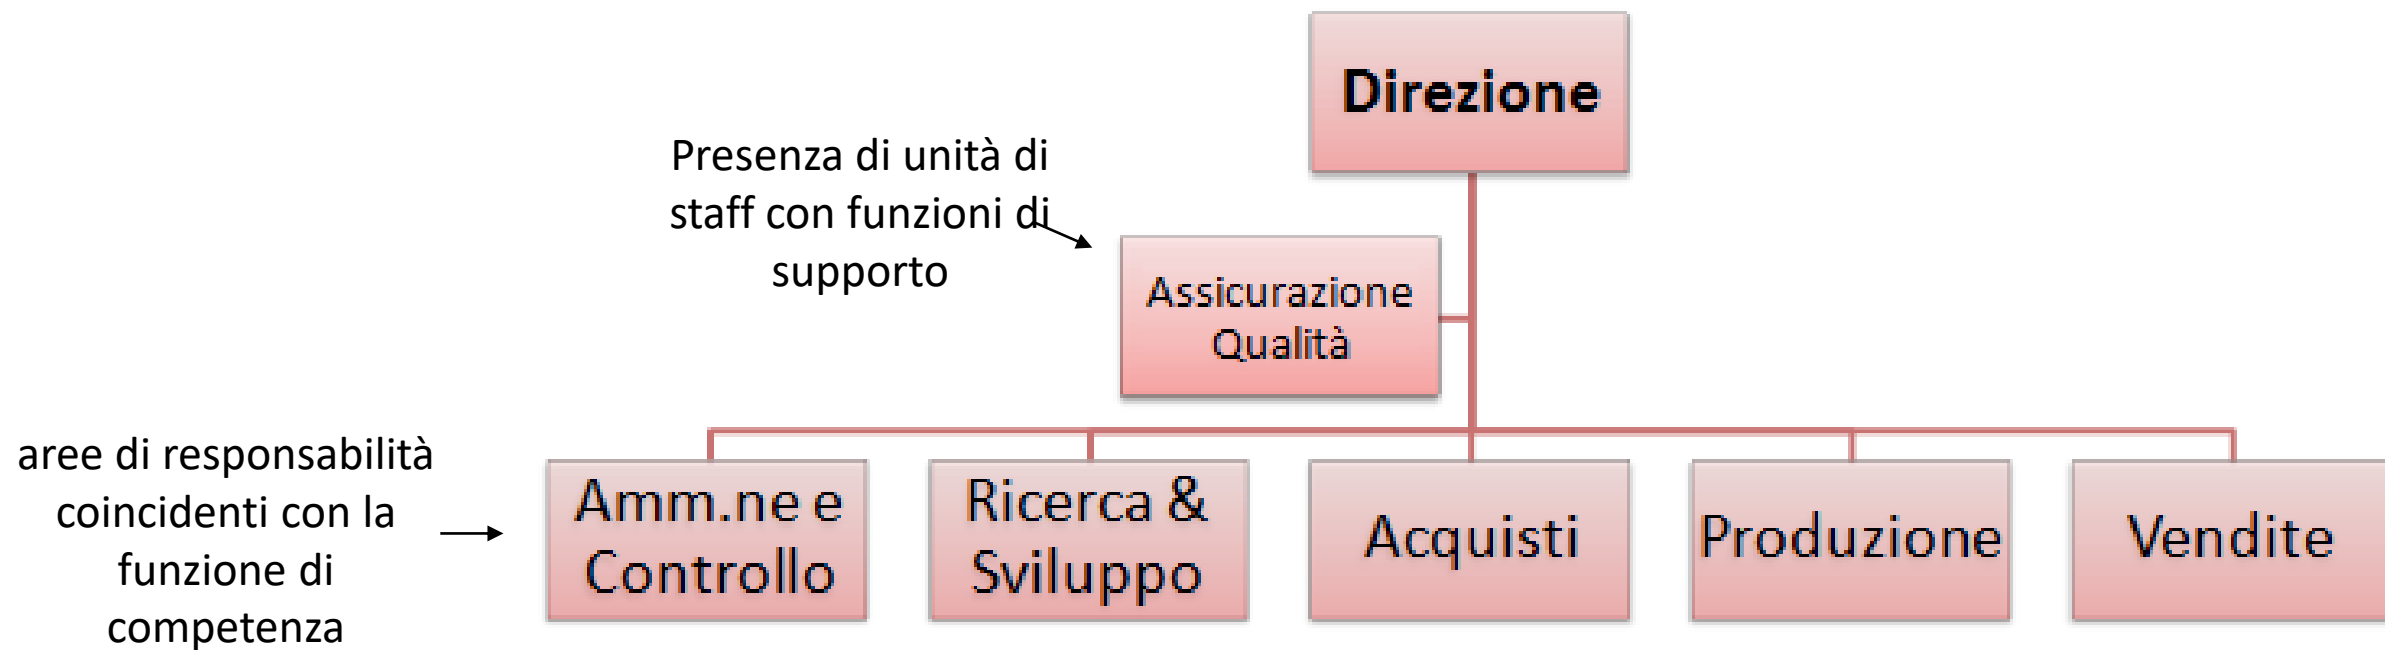 Direzione
Presenza di unità di
staff con funzioni di
supporto
Assicurazione
Qualità
aree di responsabilità
coincidenti con la
funzione di
competenza
Amm.ne e
Controllo
Ricerca &
Sviluppo
Acquisti
Produzione
Vendite